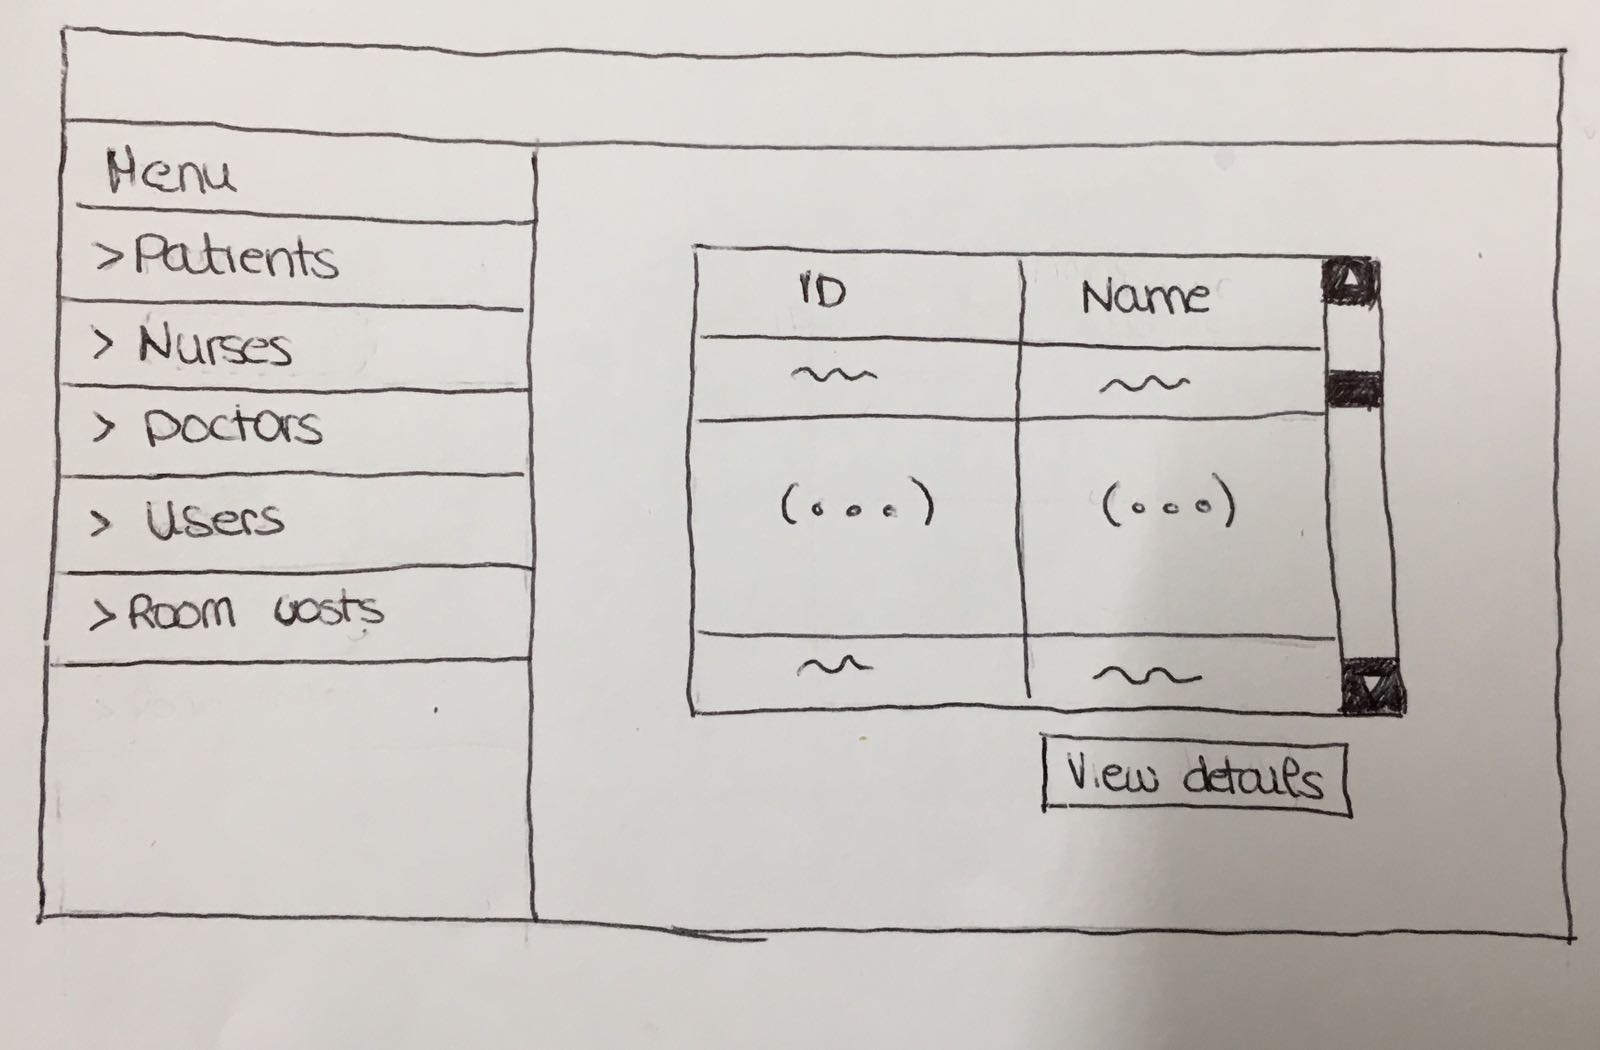 Menu
> Patients
> Nurses
> Doctors
> Users
> Room costs
ID Name
(...) (...)
View details